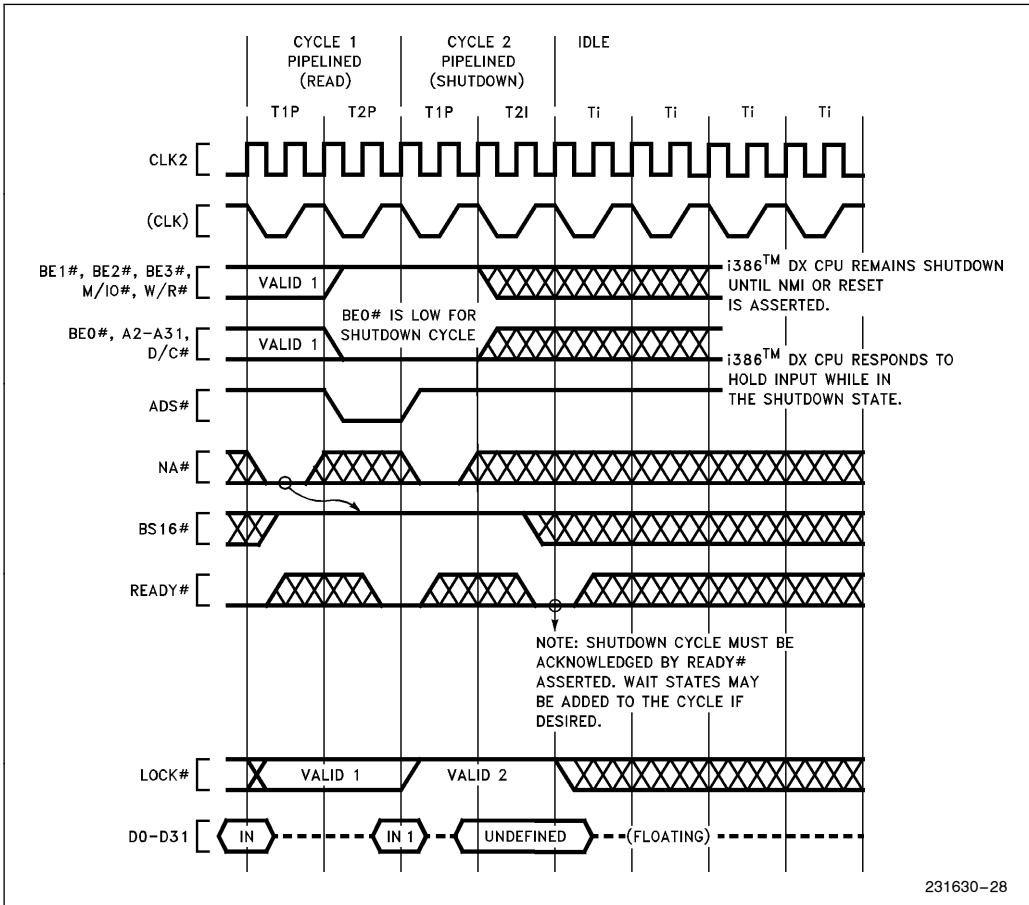 CYCLE 1
PIPELINED
(READ)
CYCLE 2
PIPELINED
(SHUTDOWN)
IDLE
T1P T2P T1P T2I Ti Ti Ti Ti
CLK2
(CLK)
BE1#, BE2#, BE3#,
M/IO#, W/R#
VALID 1
i386™ DX CPU REMAINS SHUTDOWN
UNTIL NMI OR RESET
IS ASSERTED.
BE0# IS LOW FOR
SHUTDOWN CYCLE
BE0#, A2-A31,
D/C#
VALID 1
i386™ DX CPU RESPONDS TO
HOLD INPUT WHILE IN
THE SHUTDOWN STATE.
ADS#
NA#
BS16#
READY#
NOTE: SHUTDOWN CYCLE MUST BE
ACKNOWLEDGED BY READY#
ASSERTED. WAIT STATES MAY
BE ADDED TO THE CYCLE IF
DESIRED.
LOCK#
VALID 1
VALID 2
D0-D31
IN
IN 1
UNDEFINED
(FLOATING)
231630-28